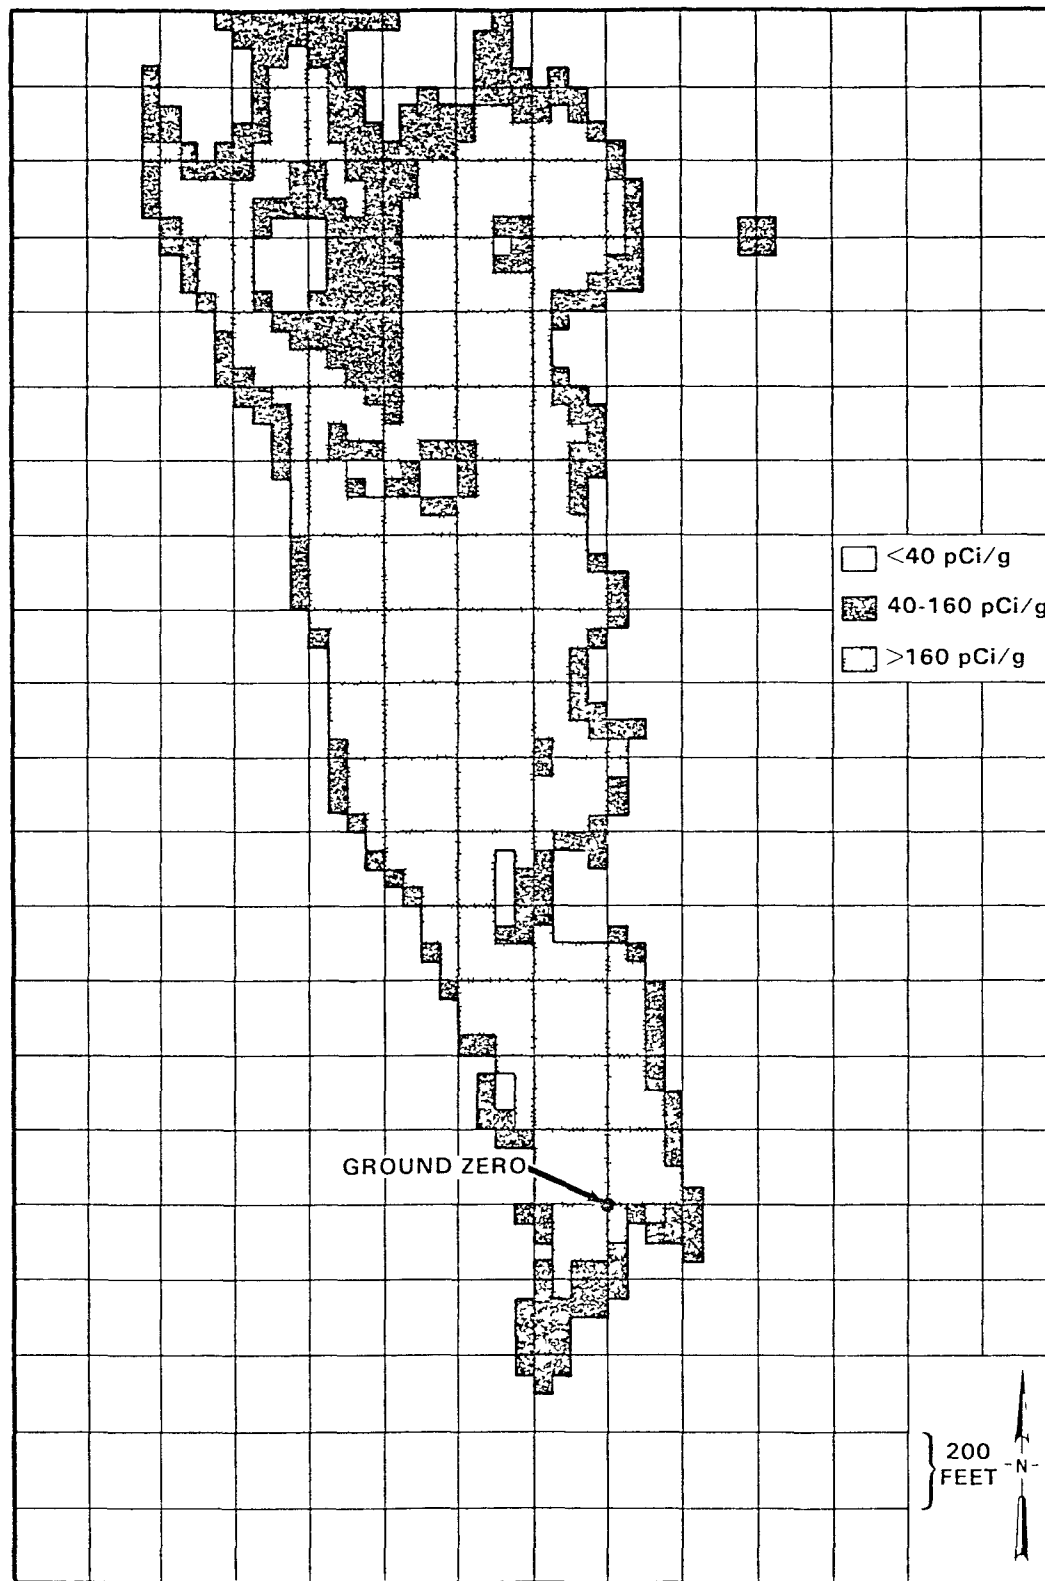 <40 pCi/g
40-160 pCi/g
>160 pCi/g
GROUND ZERO
200
FEET
-N-